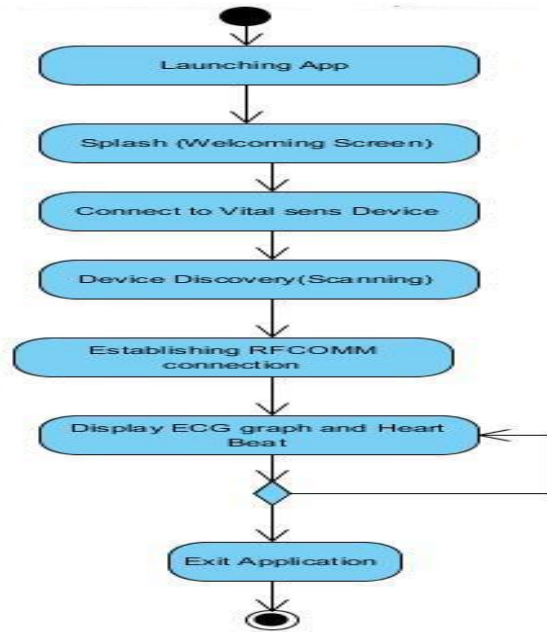 Launching App
Splash (Welcoming Screen)
Connect to Vital sens Device
Device Discovery(Scanning)
Establishing RFCOMM
connection
Display ECG graph and Heart
Beat
Exit Application